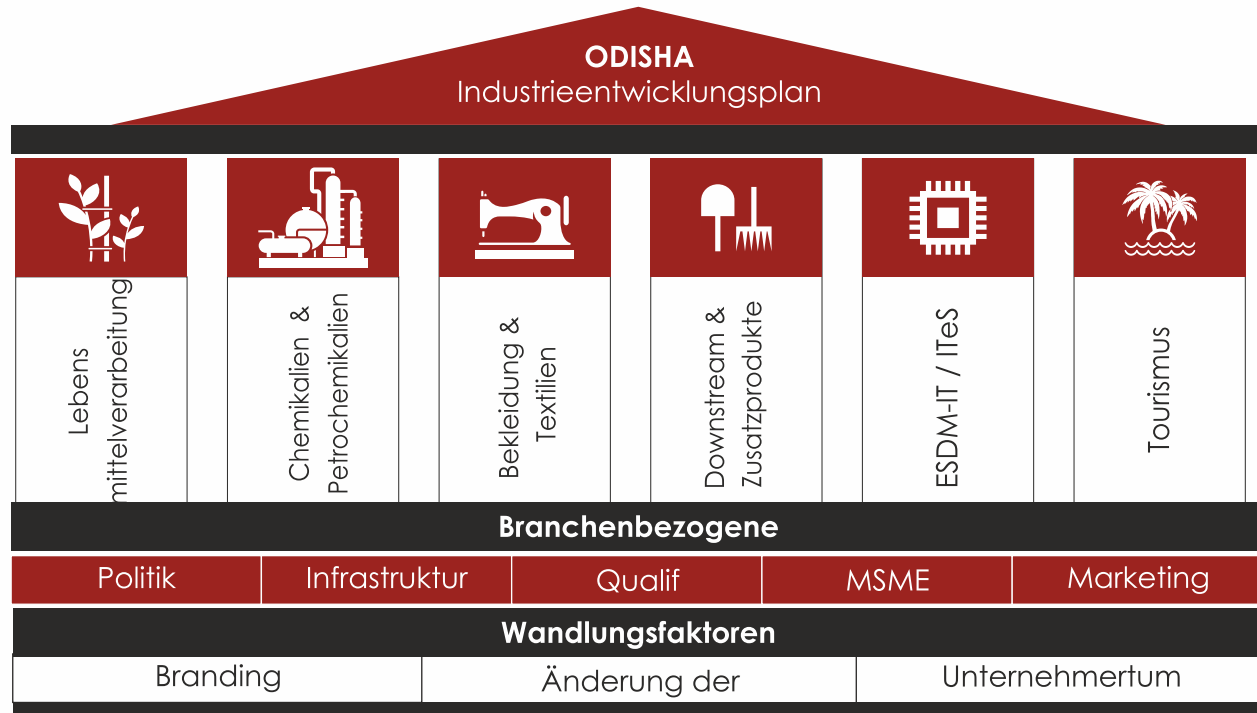 ODISHA
Industrieentwicklungsplan
Lebens
mittelverarbeitung
Chemikalien &
Petrochemikalien
Bekleidung &
Textilien
Downstream &
Zusatzprodukte
ESDM-IT / ITeS
Tourismus
Branchenbezogene
Politik
Infrastruktur
Qualif
MSME
Marketing
Wandlungsfaktoren
Branding
Änderung der
Unternehmertum